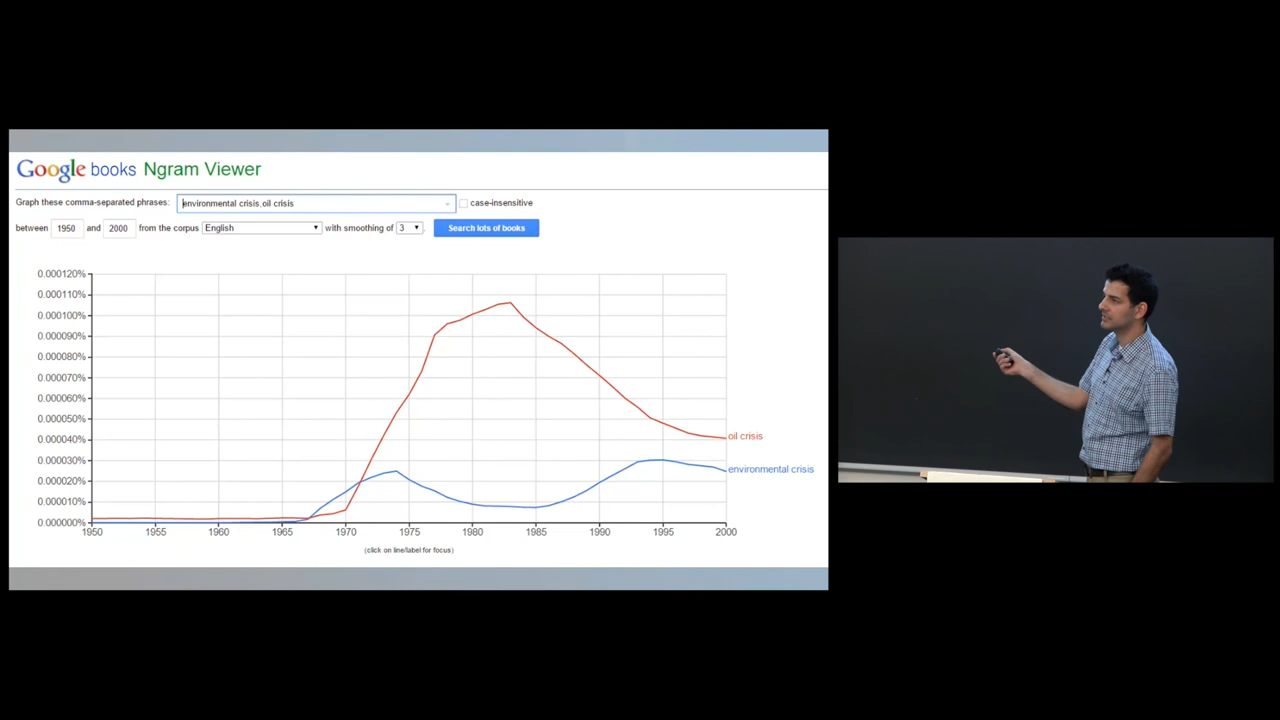 Google books Ngram Viewer
Graph these comma-separated phrases: environmental crisis,oil crisis case-insensitive
between 1950 and 2000 from the corpus English with smoothing of 3 . Search lots of books
0.000120%
0.000110%
0.000100%
0.000090%
0.000080%
0.000070%
0.000060%
0.000050%
0.000040%
0.000030%
0.000020%
0.000010%
0.000000%
oil crisis
environmental crisis
1950 1955 1960 1965 1970 1975 1980 1985 1990 1995 2000
(click on line/label for focus)